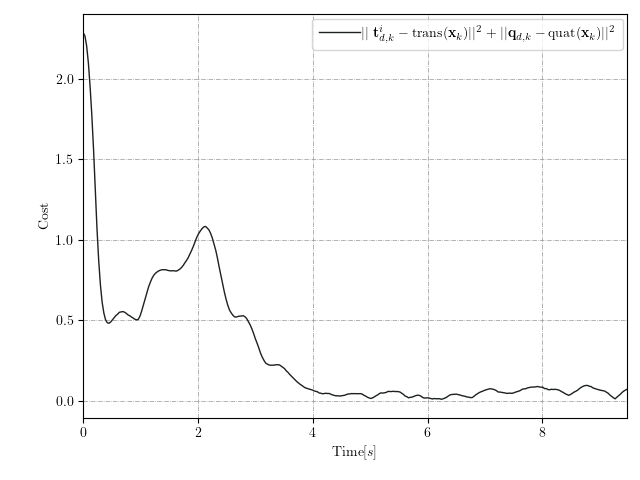 || t^i_{d,k} − trans(x_k)||² + ||q_{d,k} − quat(x_k)||²
2.0
1.5
1.0
0.5
0.0
Cost
0 2 4 6 8
Time[s]